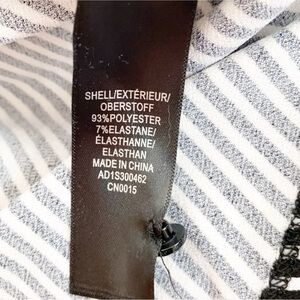 SHELL/EXTÉRIEUR/
OBERSTOFF
93%POLYESTER
7%ELASTANE/
ÉLASTHANNE/
ELASTHAN
MADE IN CHINA
AD1S300462
CN0015